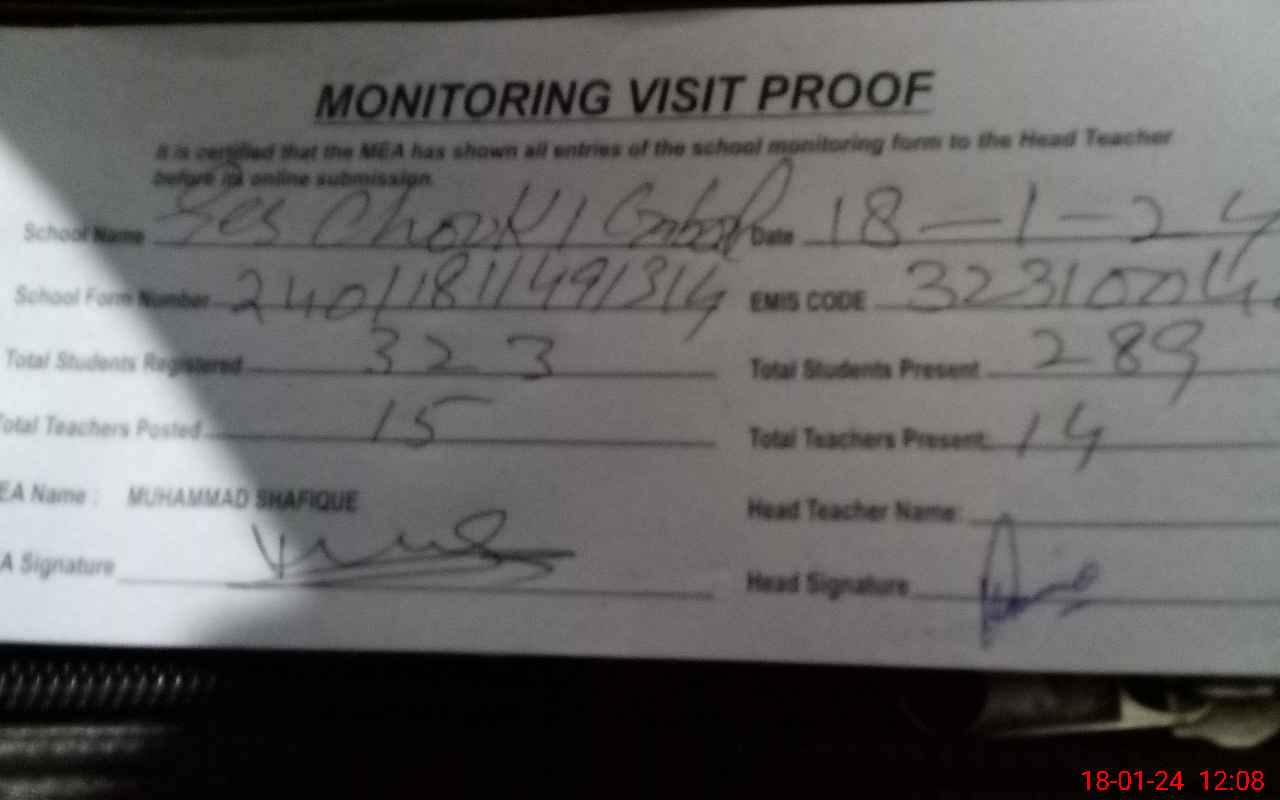 MONITORING VISIT PROOF
It is certified that the MEA has shown all entries of the school monitoring form to the Head Teacher
before its online submission.
School Name Date 18-1-24
School Form Number EMIS CODE
Total Students Registered 323 Total Students Present 289
Total Teachers Posted 15 Total Teachers Present 14
EA Name : MUHAMMAD SHAFIQUE Head Teacher Name:
A Signature Head Signature
18-01-24 12:08